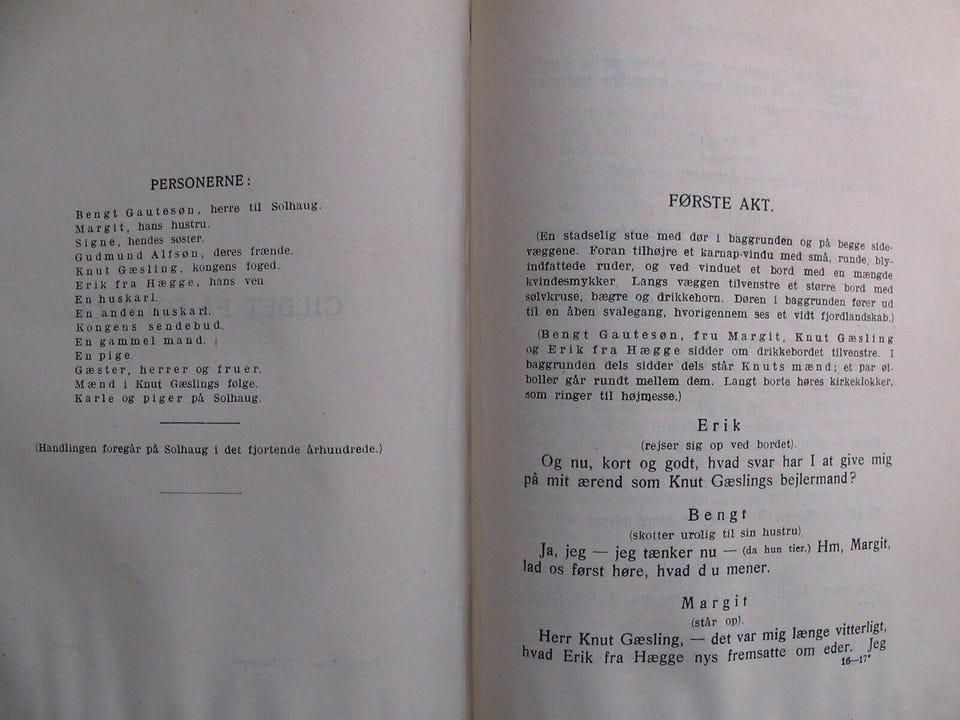 PERSONERNE:
Bengt Gautesøn, herre til Solhaug.
Margit, hans hustru.
Signe, hendes søster.
Gudmund Alfsøn, deres frænde.
Knut Gæsling, kongens foged.
Erik fra Hægge, hans ven
En huskarl.
En anden huskarl.
Kongens sendebud.
En gammel mand.
En pige.
Gæster, herrer og fruer.
Mænd i Knut Gæslings følge.
Karle og piger på Solhaug.
(Handlingen foregår på Solhaug i det fjortende århundrede.)
FØRSTE AKT.
(En stadselig stue med dør i baggrunden og på begge side-
væggene. Foran tilhøjre et karnap-vindu med små, runde, bly-
indfattede ruder, og ved vinduet et bord med en mængde
kvindesmykker. Langs væggen tilvenstre et større bord med
sølvkruse, bægre og drikkehorn. Døren i baggrunden fører ud
til en åben svalegang, hvorigennem ses et vidt fjordlandskab.)
(Bengt Gautesøn, fru Margit, Knut Gæsling
og Erik fra Hægge sidder om drikkebordet tilvenstre. I
baggrunden dels sidder dels står Knuts mænd; et par øl-
boller går rundt mellem dem. Langt borte høres kirkeklokker,
som ringer til højmesse.)
Erik
(rejser sig op ved bordet).
Og nu, kort og godt, hvad svar har I at give mig
på mit ærend som Knut Gæslings bejlermand?
Bengt
(skotter urolig til sin hustru).
Ja, jeg — jeg tænker nu — (da hun tier.) Hm, Margit,
lad os først høre, hvad du mener.
Margit
(står op).
Herr Knut Gæsling, — det var mig længe vitterligt,
hvad Erik fra Hægge nys fremsatte om eder. Jeg
16—17*